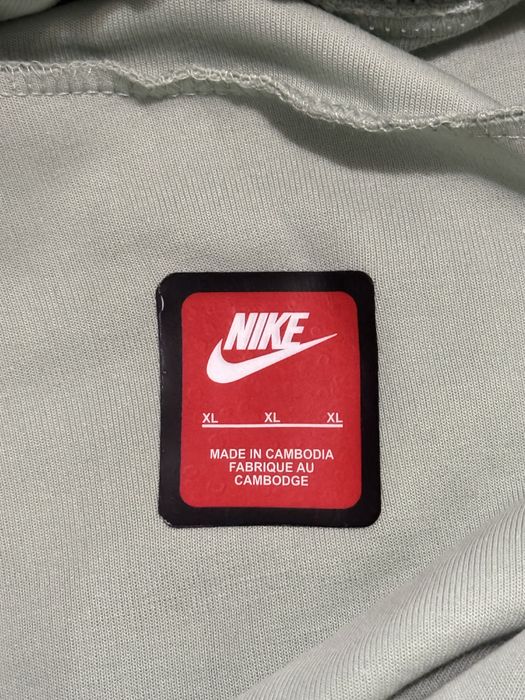 NIKE
XL XL XL
MADE IN CAMBODIA
FABRIQUE AU
CAMBODGE